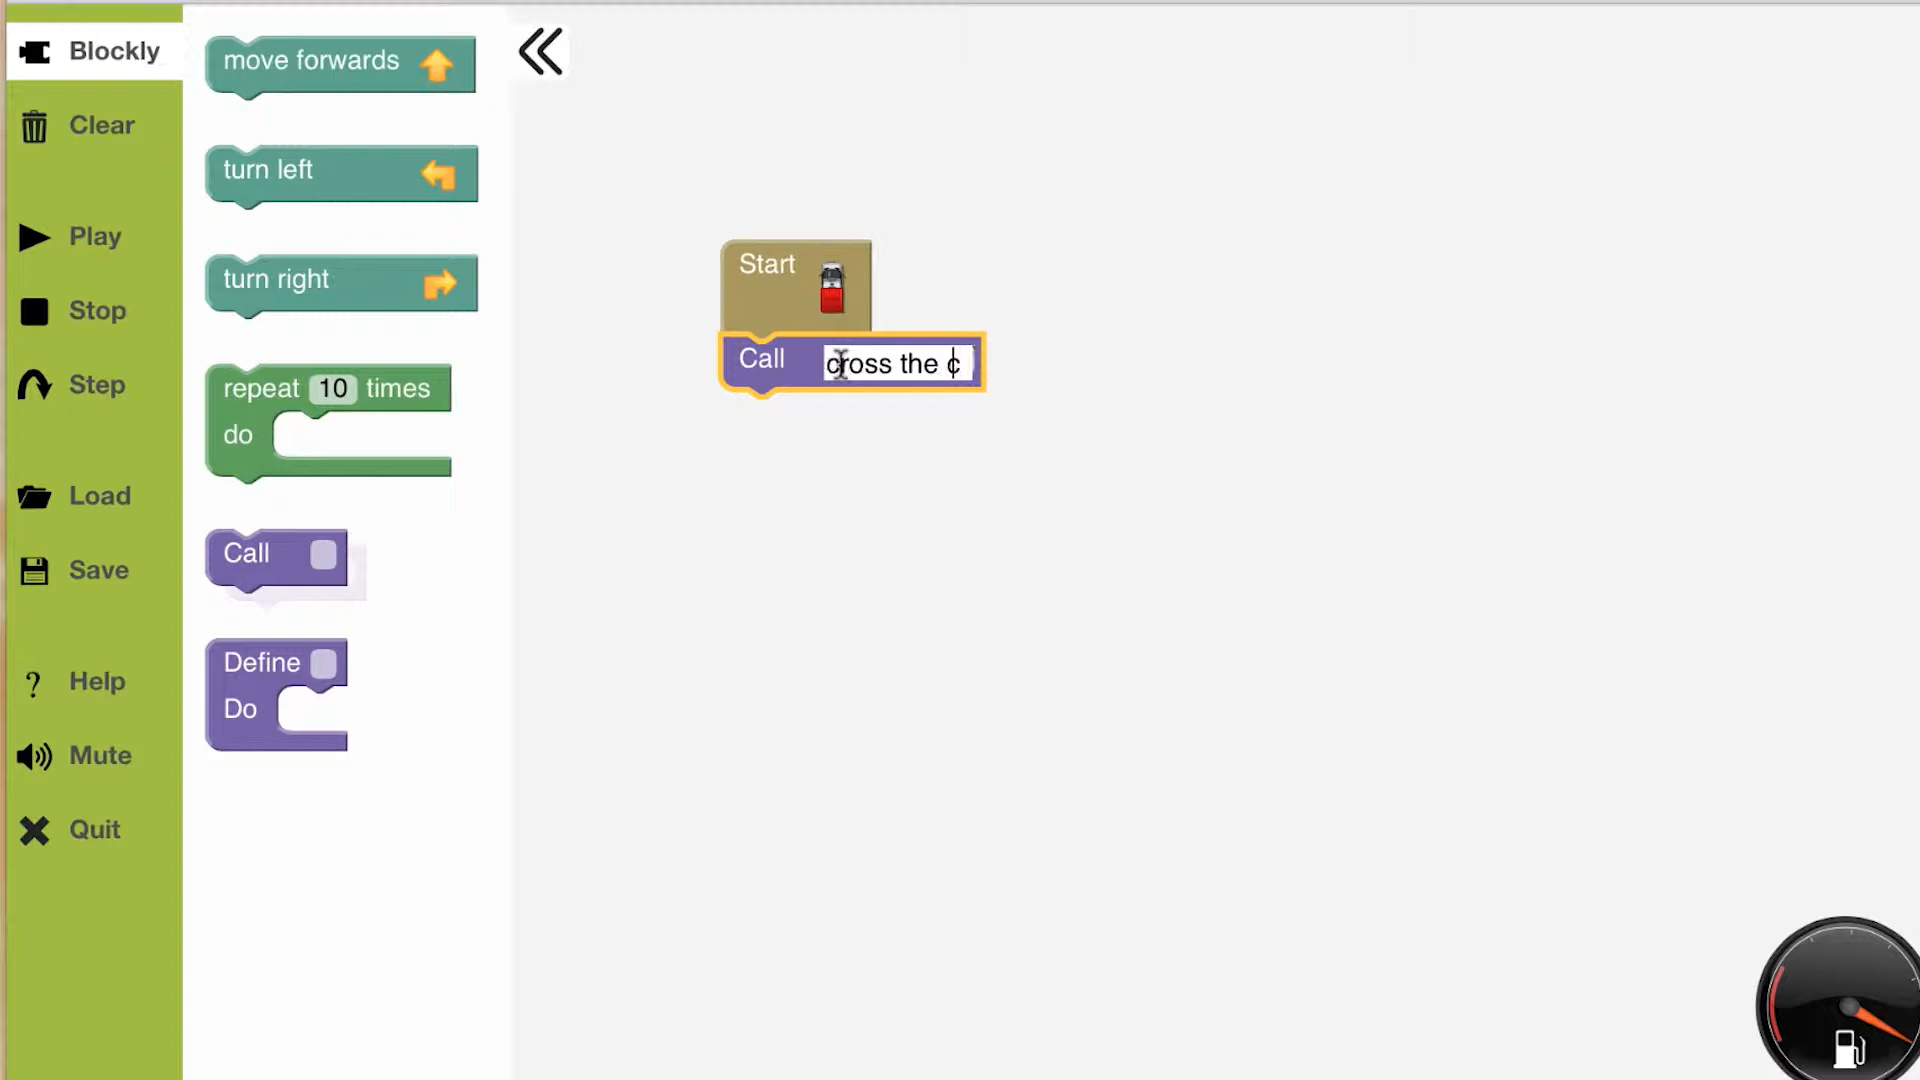 Blockly
Clear
Play
Stop
Step
Load
Save
? Help
Mute
Quit
move forwards
turn left
turn right
repeat 10 times
do
Call
Define
Do
Start
Call cross the c